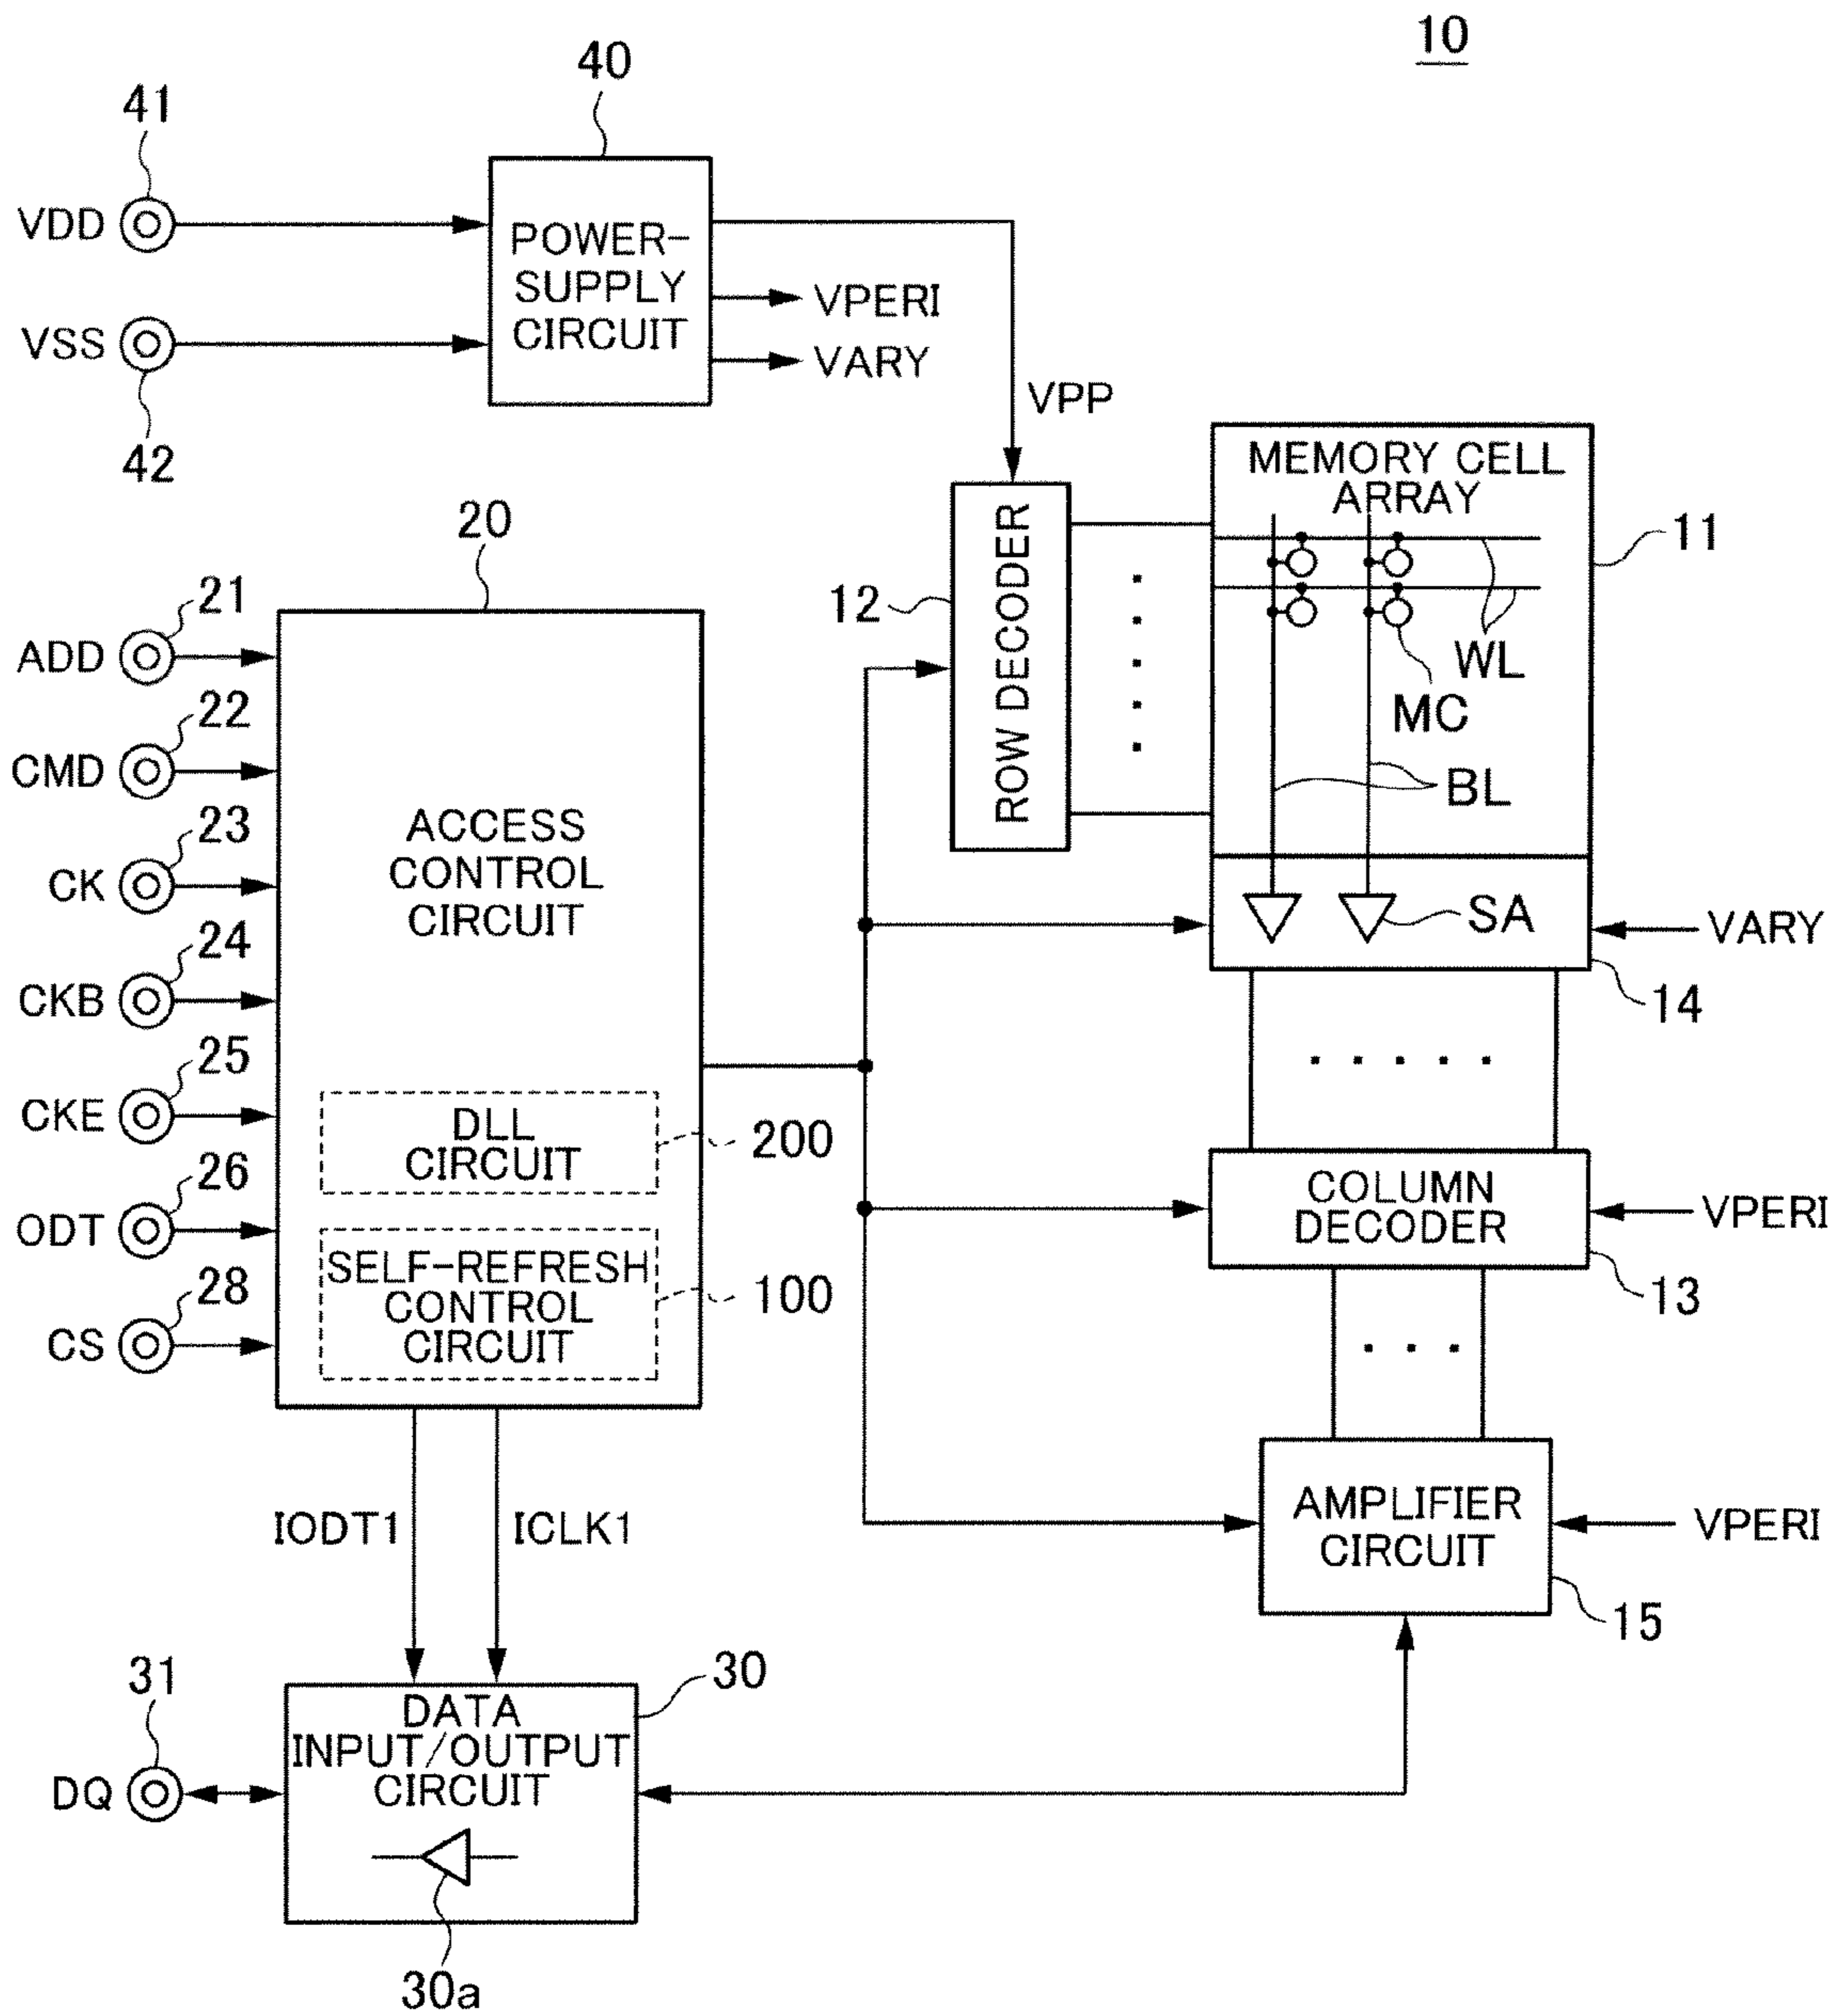 10
40
41
VDD
POWER-
SUPPLY
CIRCUIT
VPERI
VSS
VARY
42
VPP
MEMORY CELL
ARRAY
20
11
12
ROW DECODER
21
ADD
WL
22
MC
CMD
BL
23
ACCESS
CONTROL
CIRCUIT
CK
SA
VARY
24
14
CKB
25
CKE
DLL
CIRCUIT
200
26
COLUMN
DECODER
VPERI
ODT
13
SELF-REFRESH
CONTROL
CIRCUIT
100
28
CS
AMPLIFIER
CIRCUIT
VPERI
IODT1
ICLK1
15
31
30
DATA
INPUT/OUTPUT
CIRCUIT
DQ
30a